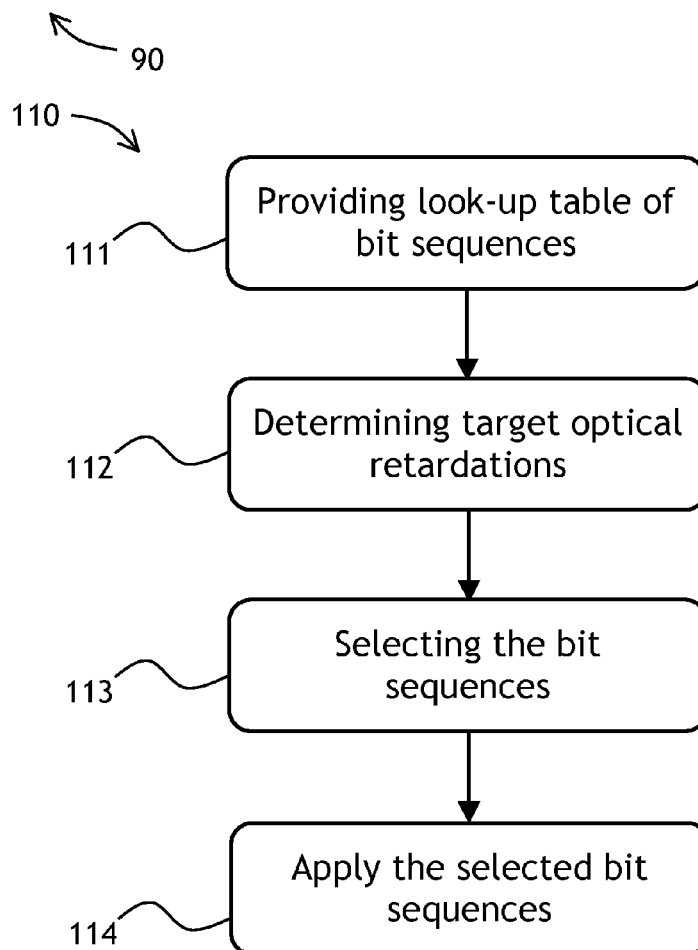 90
110
Providing look-up table of
bit sequences
111
Determining target optical
retardations
112
Selecting the bit
sequences
113
Apply the selected bit
sequences
114